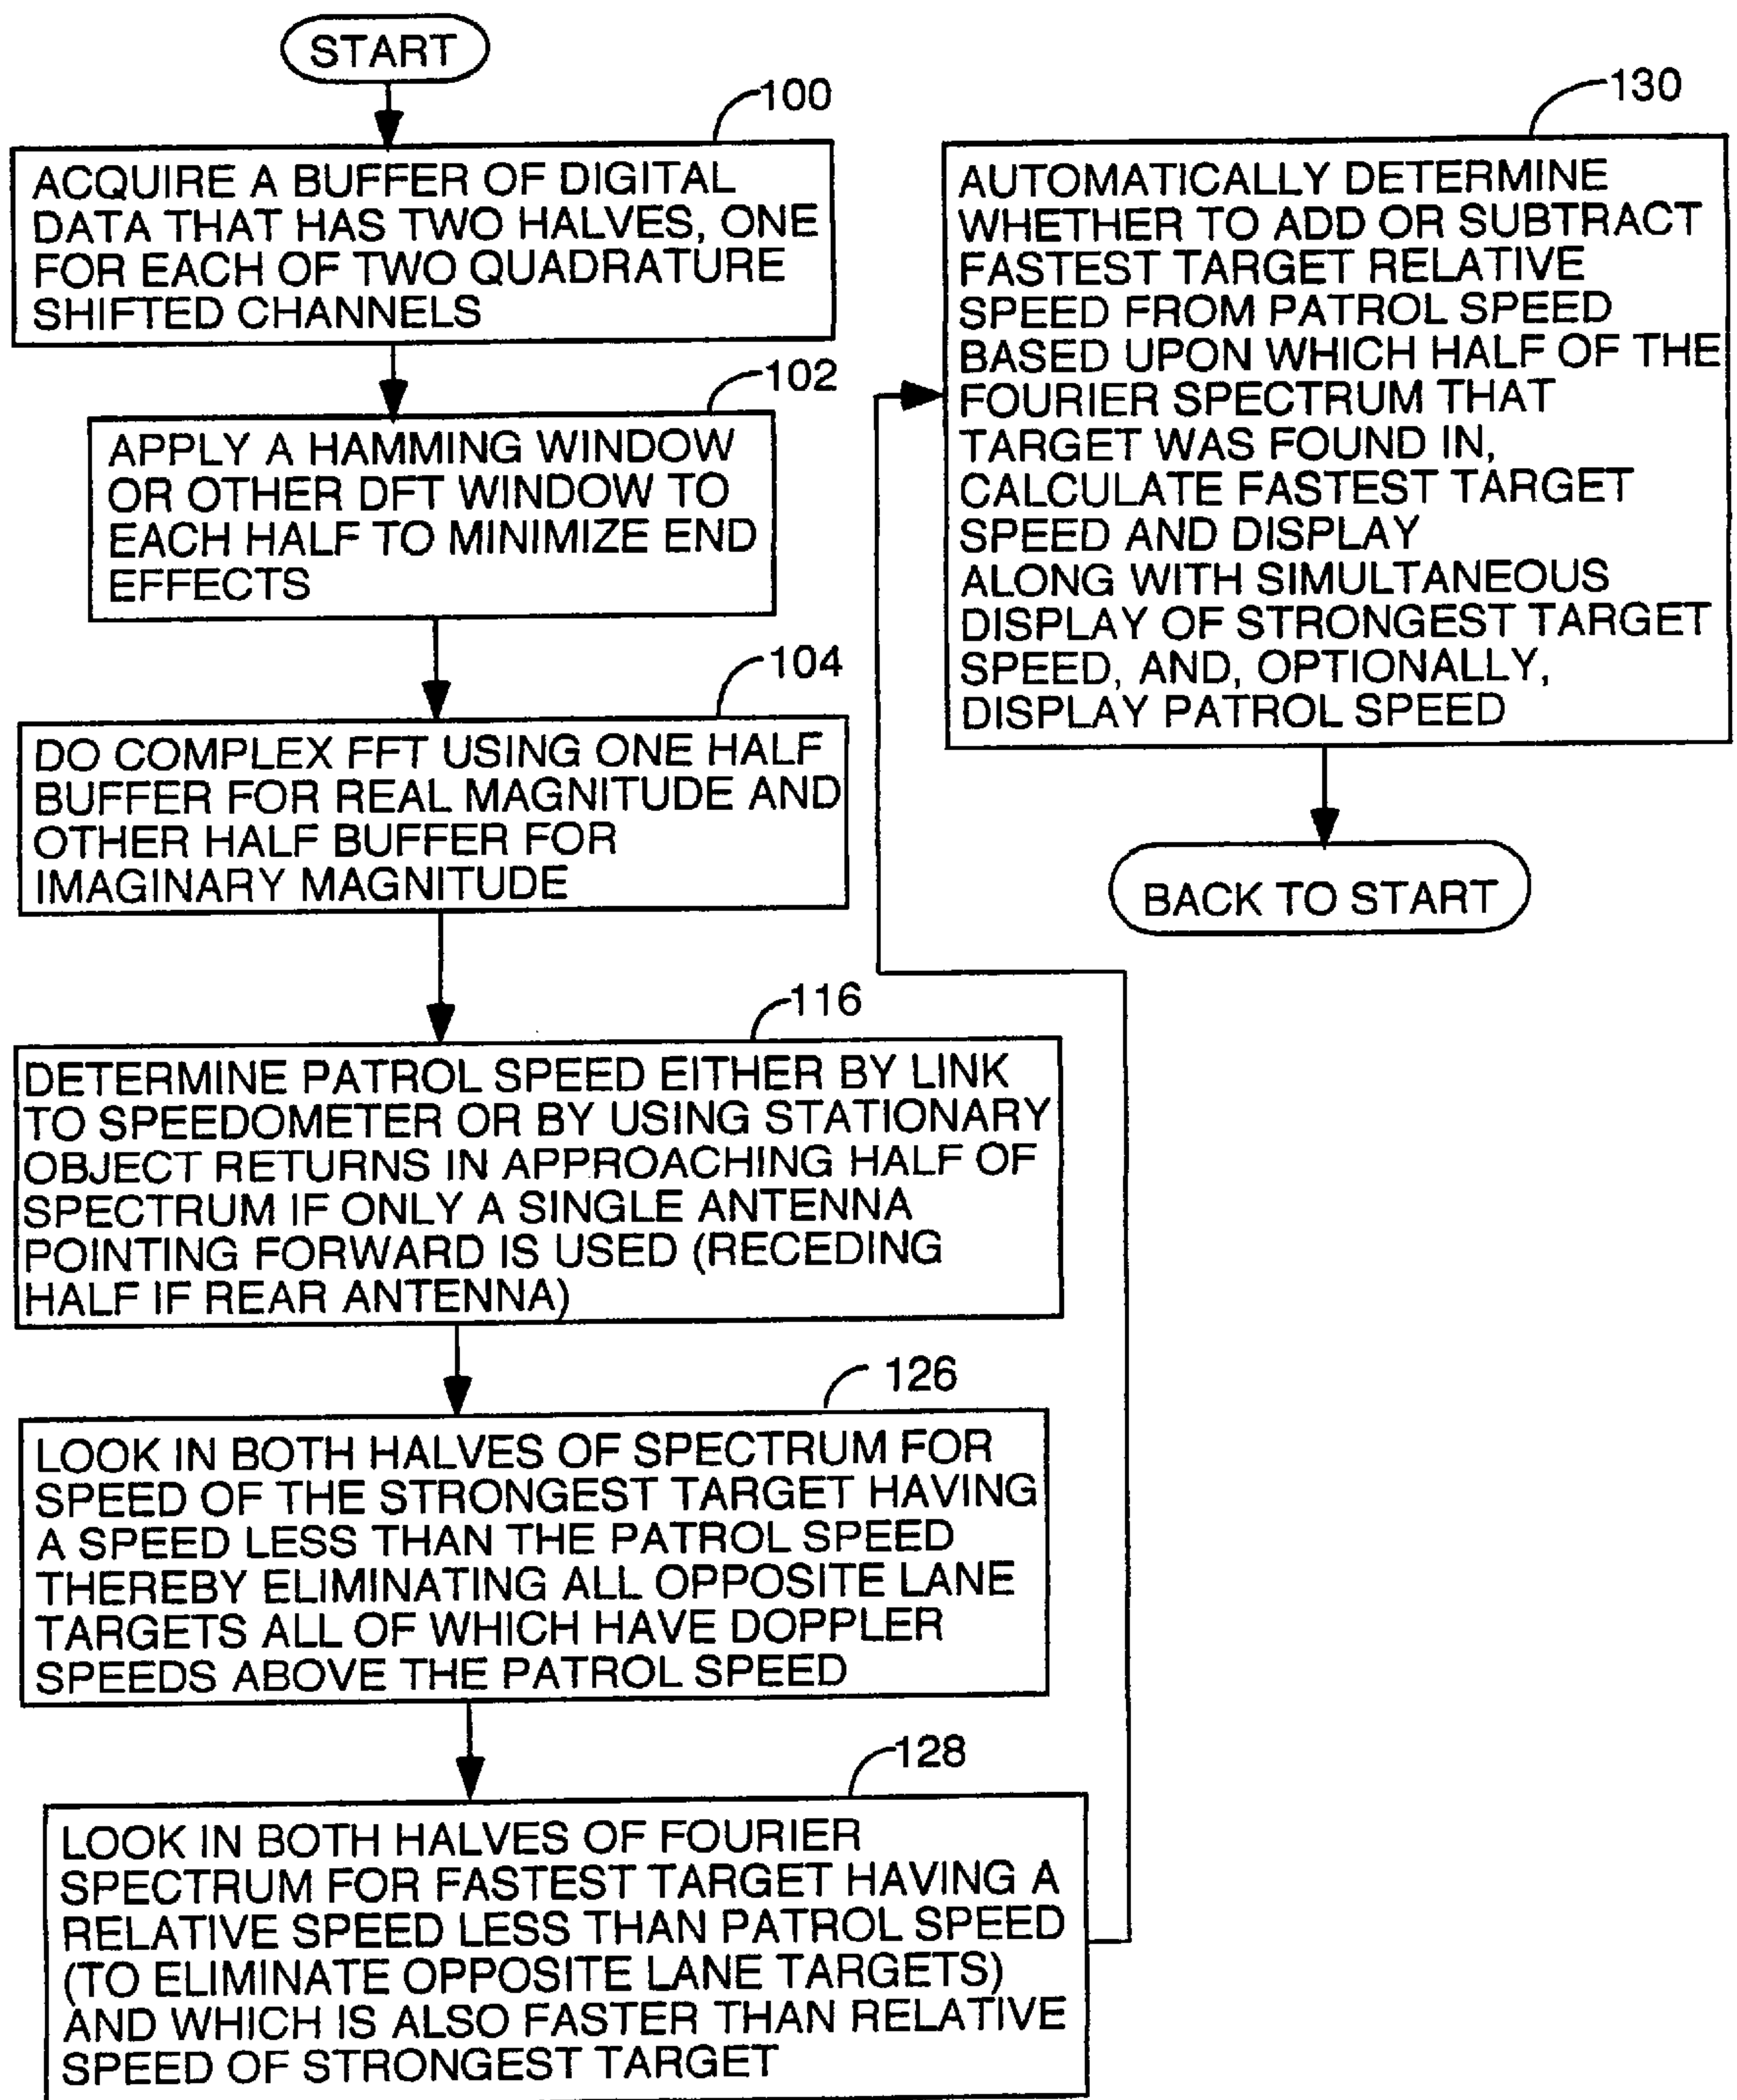 START
100
ACQUIRE A BUFFER OF DIGITAL
DATA THAT HAS TWO HALVES, ONE
FOR EACH OF TWO QUADRATURE
SHIFTED CHANNELS
102
APPLY A HAMMING WINDOW
OR OTHER DFT WINDOW TO
EACH HALF TO MINIMIZE END
EFFECTS
104
DO COMPLEX FFT USING ONE HALF
BUFFER FOR REAL MAGNITUDE AND
OTHER HALF BUFFER FOR
IMAGINARY MAGNITUDE
116
DETERMINE PATROL SPEED EITHER BY LINK
TO SPEEDOMETER OR BY USING STATIONARY
OBJECT RETURNS IN APPROACHING HALF OF
SPECTRUM IF ONLY A SINGLE ANTENNA
POINTING FORWARD IS USED (RECEDING
HALF IF REAR ANTENNA)
126
LOOK IN BOTH HALVES OF SPECTRUM FOR
SPEED OF THE STRONGEST TARGET HAVING
A SPEED LESS THAN THE PATROL SPEED
THEREBY ELIMINATING ALL OPPOSITE LANE
TARGETS ALL OF WHICH HAVE DOPPLER
SPEEDS ABOVE THE PATROL SPEED
128
LOOK IN BOTH HALVES OF FOURIER
SPECTRUM FOR FASTEST TARGET HAVING A
RELATIVE SPEED LESS THAN PATROL SPEED
(TO ELIMINATE OPPOSITE LANE TARGETS)
AND WHICH IS ALSO FASTER THAN RELATIVE
SPEED OF STRONGEST TARGET
130
AUTOMATICALLY DETERMINE
WHETHER TO ADD OR SUBTRACT
FASTEST TARGET RELATIVE
SPEED FROM PATROL SPEED
BASED UPON WHICH HALF OF THE
FOURIER SPECTRUM THAT
TARGET WAS FOUND IN,
CALCULATE FASTEST TARGET
SPEED AND DISPLAY
ALONG WITH SIMULTANEOUS
DISPLAY OF STRONGEST TARGET
SPEED, AND, OPTIONALLY,
DISPLAY PATROL SPEED
BACK TO START